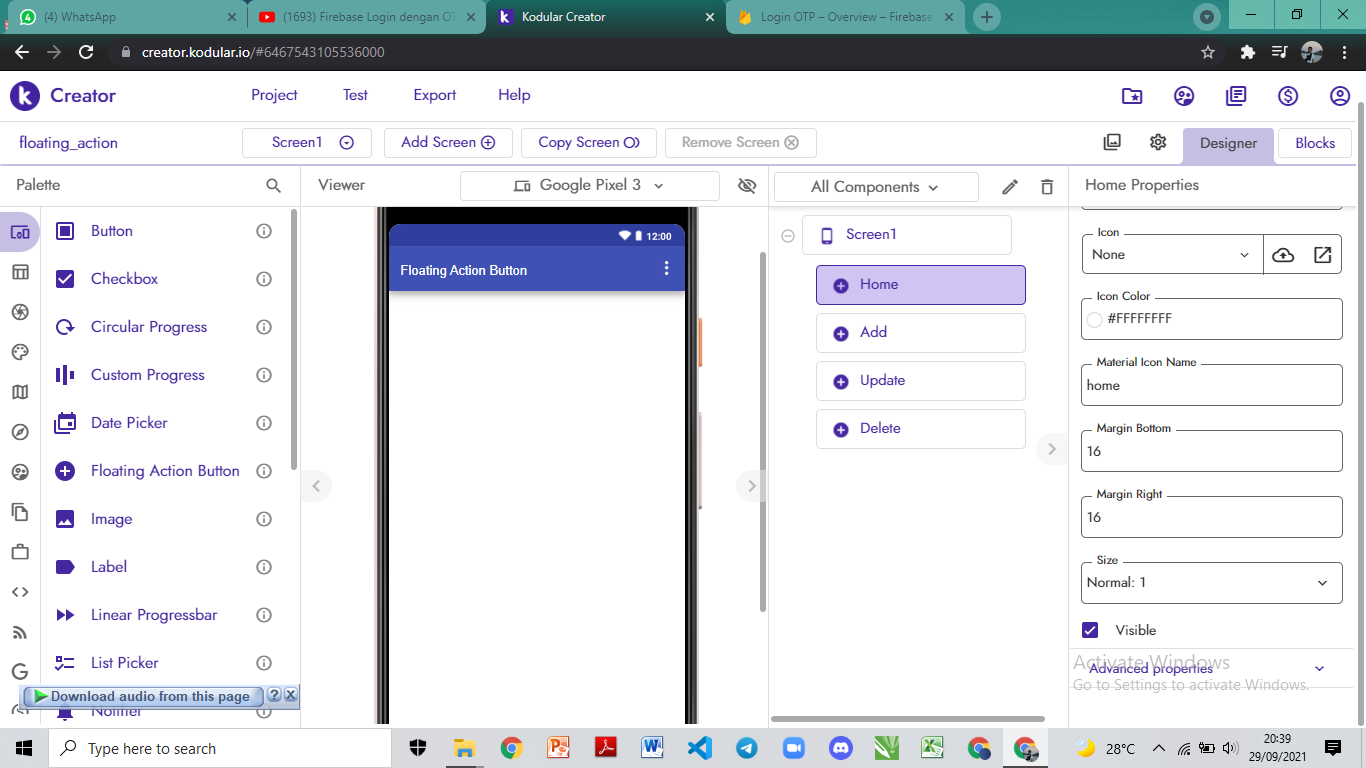 (4) WhatsApp
(1693) Firebase Login dengan OT
Kodular Creator
Login OTP – Overview – Firebase
creator.kodular.io/#6467543105536000
k Creator
Project
Test
Export
Help
floating_action
Screen1
Add Screen
Copy Screen
Remove Screen
Designer
Blocks
Palette
Viewer
Google Pixel 3
All Components
Home Properties
Button
Checkbox
Circular Progress
Custom Progress
Date Picker
Floating Action Button
Image
Label
Linear Progressbar
List Picker
Notifier
Download audio from this page
12:00
Floating Action Button
Screen1
Home
Add
Update
Delete
Icon
None
Icon Color
#FFFFFFFF
Material Icon Name
home
Margin Bottom
16
Margin Right
16
Size
Normal: 1
Visible
Advanced properties
Activate Windows
Go to Settings to activate Windows.
Type here to search
28°C
20:39
29/09/2021